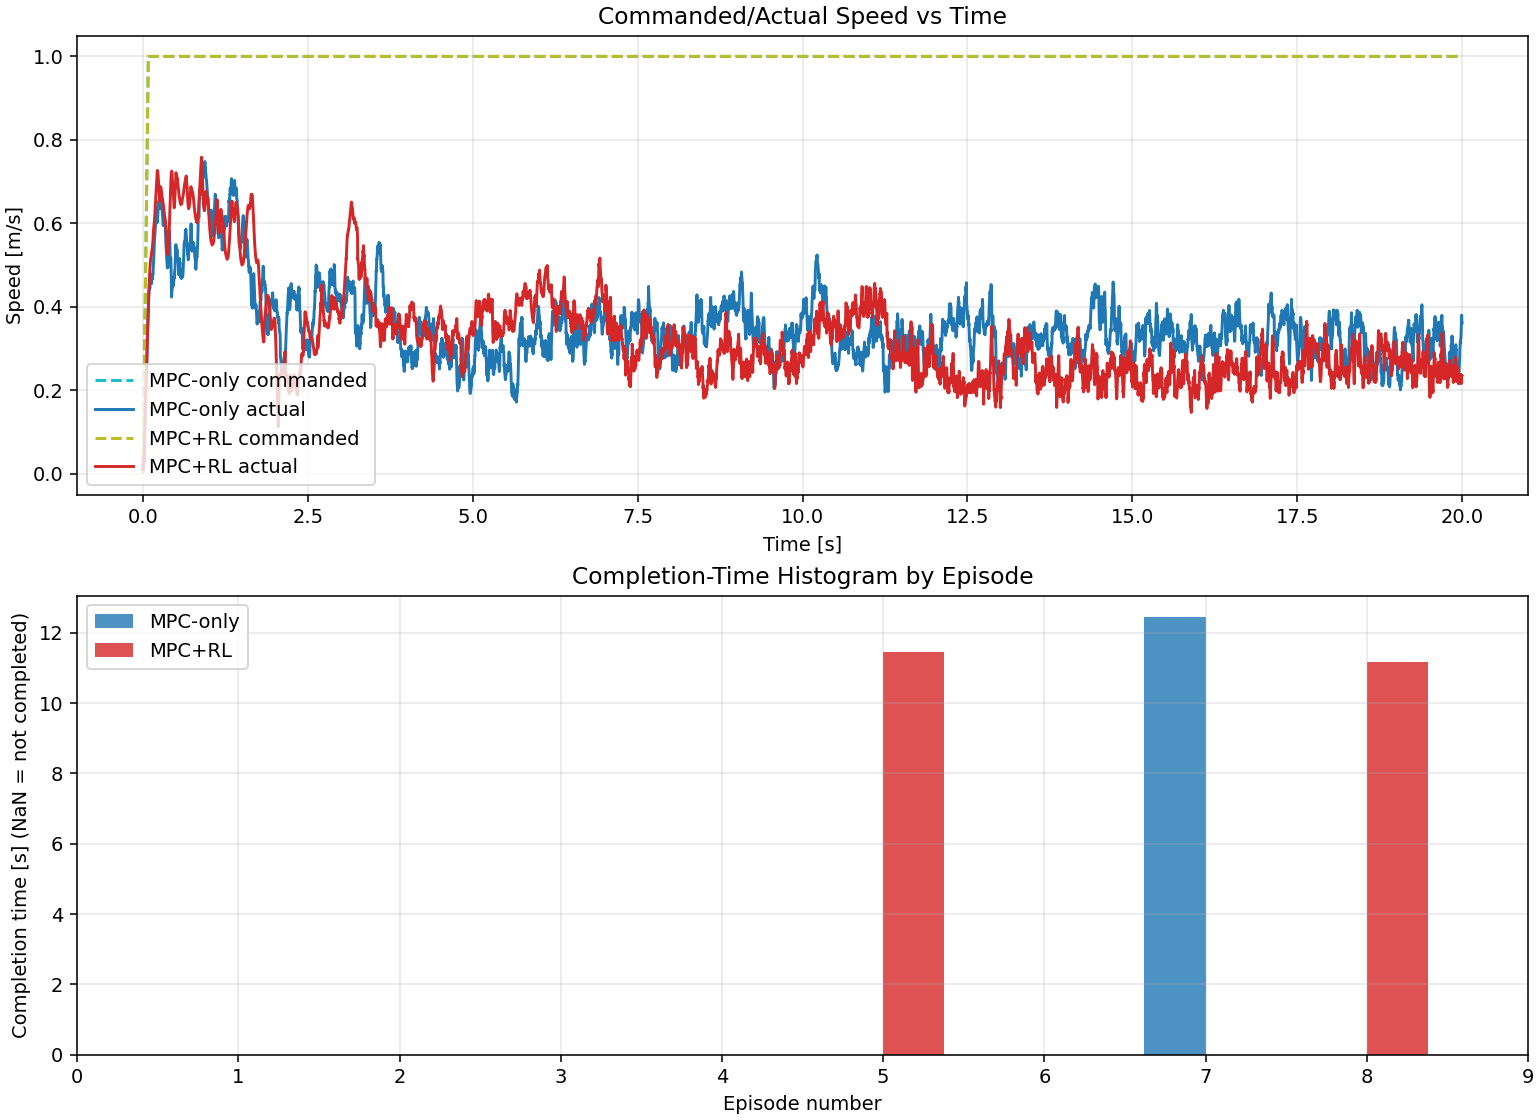 Commanded/Actual Speed vs Time
Speed [m/s]
1.0
0.8
0.6
0.4
0.2
0.0
MPC-only commanded
MPC-only actual
MPC+RL commanded
MPC+RL actual
0.0 2.5 5.0 7.5 10.0 12.5 15.0 17.5 20.0
Time [s]
Completion-Time Histogram by Episode
Completion time [s] (NaN = not completed)
MPC-only
MPC+RL
12
10
8
6
4
2
0
0 1 2 3 4 5 6 7 8 9
Episode number